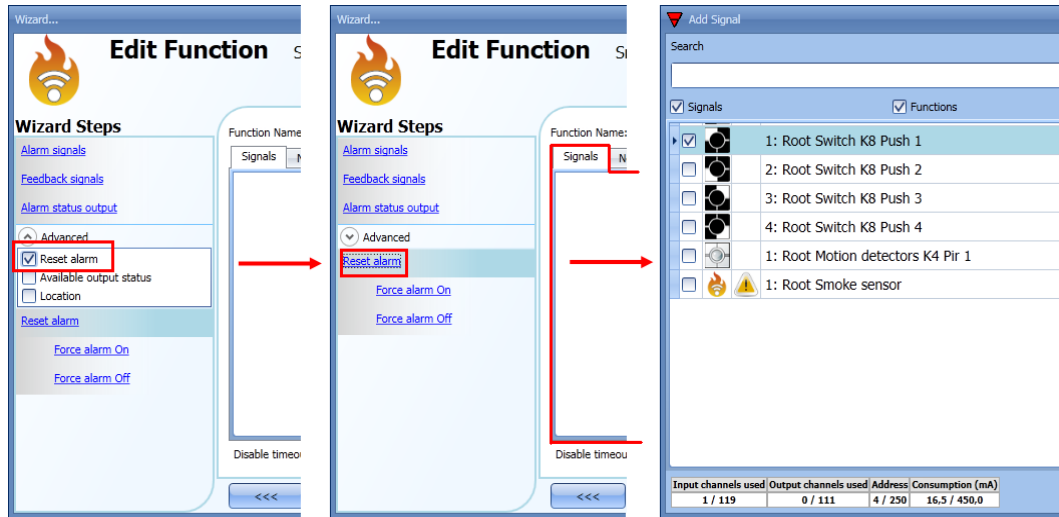 Wizard...
Edit Function S
Wizard Steps
Alarm signals
Feedback signals
Alarm status output
Advanced
Reset alarm
Available output status
Location
Reset alarm
Force alarm On
Force alarm Off
Function Name
Signals N
Disable timeou
<<<
Wizard...
Edit Function Sr
Wizard Steps
Alarm signals
Feedback signals
Alarm status output
Advanced
Reset alarm
Force alarm On
Force alarm Off
Function Name:
Signals N
Disable timeou
<<<
Add Signal
Search
Signals Functions
1: Root Switch K8 Push 1
2: Root Switch K8 Push 2
3: Root Switch K8 Push 3
4: Root Switch K8 Push 4
1: Root Motion detectors K4 Pir 1
1: Root Smoke sensor
Input channels used Output channels used Address Consumption (mA)
1 / 119 0 / 111 4 / 250 16,5 / 450,0